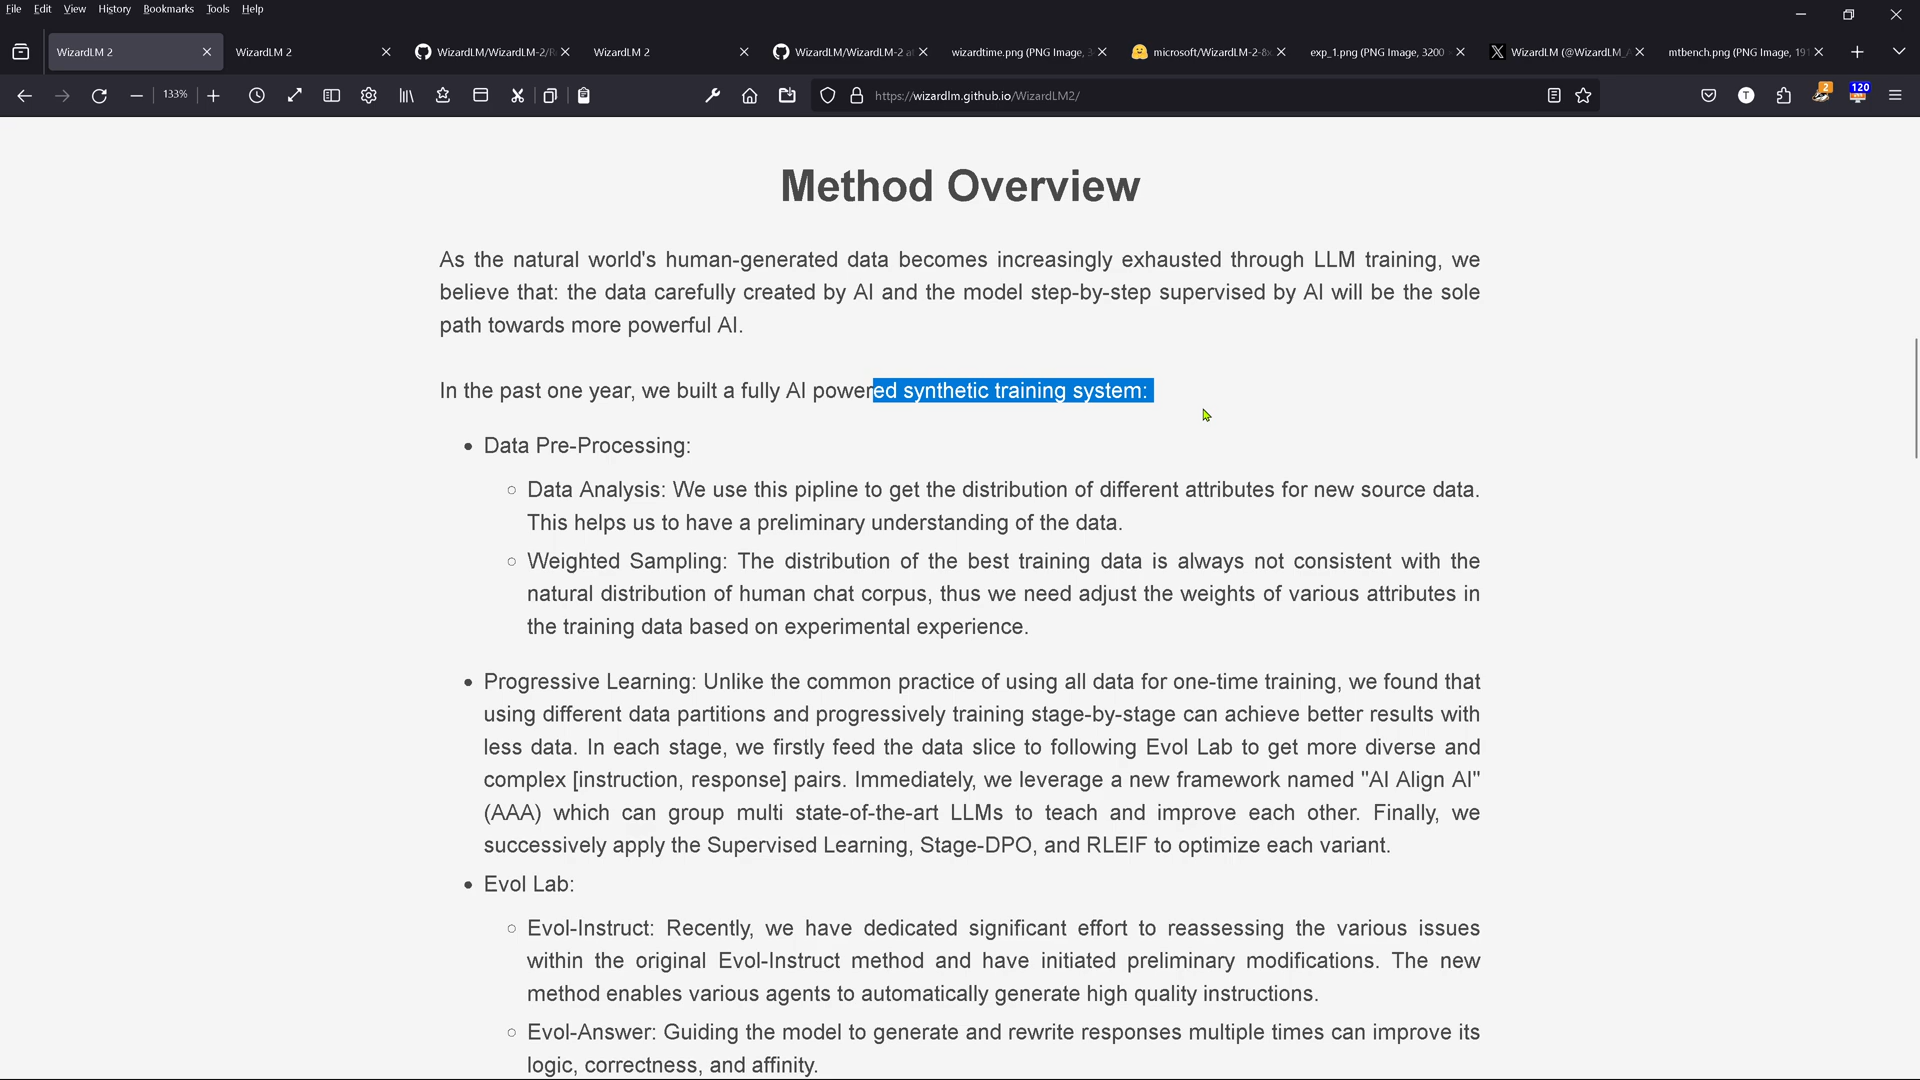 File Edit View History Bookmarks Tools Help
WizardLM 2
WizardLM 2
WizardLM/WizardLM-2/R
WizardLM 2
WizardLM/WizardLM-2 at
wizardtime.png (PNG Image, 3
microsoft/WizardLM-2-8x
exp_1.png (PNG Image, 3200
WizardLM (@WizardLM_A
mtbench.png (PNG Image, 191
133%
https://wizardlm.github.io/WizardLM2/
T
2
120
Method Overview
As the natural world's human-generated data becomes increasingly exhausted through LLM training, we
believe that: the data carefully created by AI and the model step-by-step supervised by AI will be the sole
path towards more powerful AI.
In the past one year, we built a fully AI powered synthetic training system:
• Data Pre-Processing:
○ Data Analysis: We use this pipline to get the distribution of different attributes for new source data.
This helps us to have a preliminary understanding of the data.
○ Weighted Sampling: The distribution of the best training data is always not consistent with the
natural distribution of human chat corpus, thus we need adjust the weights of various attributes in
the training data based on experimental experience.
• Progressive Learning: Unlike the common practice of using all data for one-time training, we found that
using different data partitions and progressively training stage-by-stage can achieve better results with
less data. In each stage, we firstly feed the data slice to following Evol Lab to get more diverse and
complex [instruction, response] pairs. Immediately, we leverage a new framework named "AI Align AI"
(AAA) which can group multi state-of-the-art LLMs to teach and improve each other. Finally, we
successively apply the Supervised Learning, Stage-DPO, and RLEIF to optimize each variant.
• Evol Lab:
○ Evol-Instruct: Recently, we have dedicated significant effort to reassessing the various issues
within the original Evol-Instruct method and have initiated preliminary modifications. The new
method enables various agents to automatically generate high quality instructions.
○ Evol-Answer: Guiding the model to generate and rewrite responses multiple times can improve its
logic, correctness, and affinity.